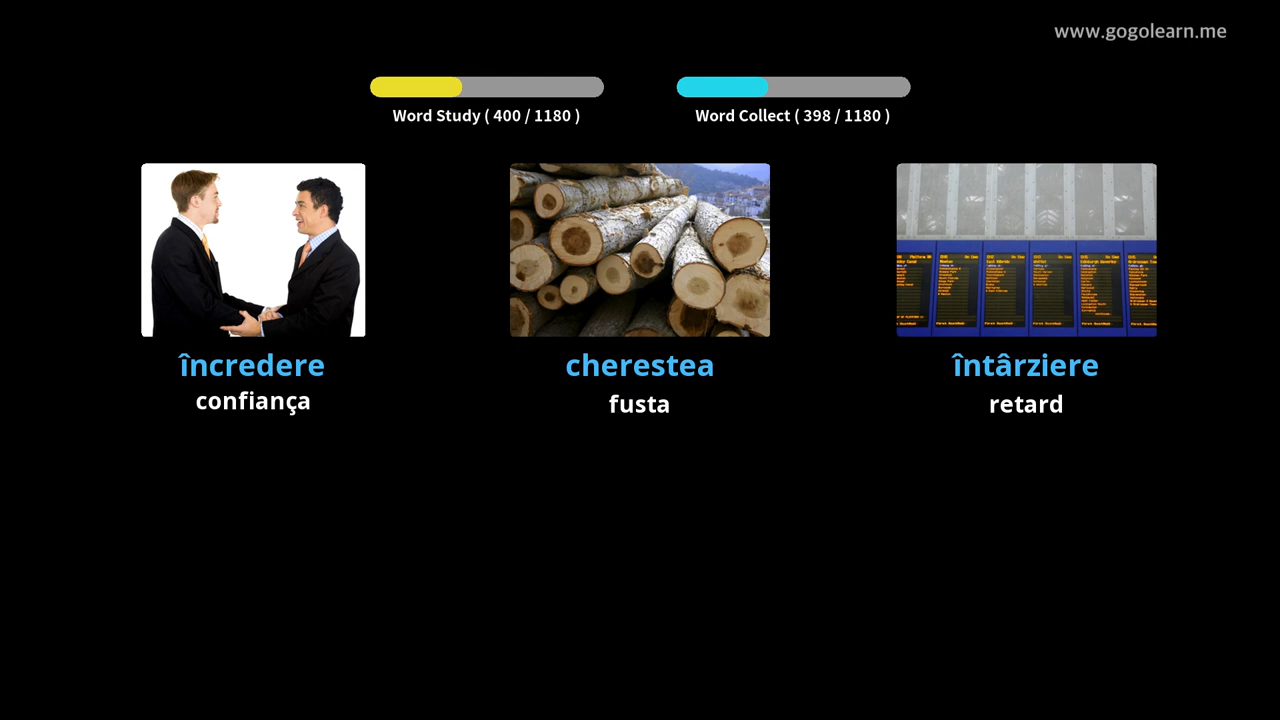 www.gogolearn.me
Word Study ( 400 / 1180 )
Word Collect ( 398 / 1180 )
încredere
cherestea
întârziere
confiança
fusta
retard